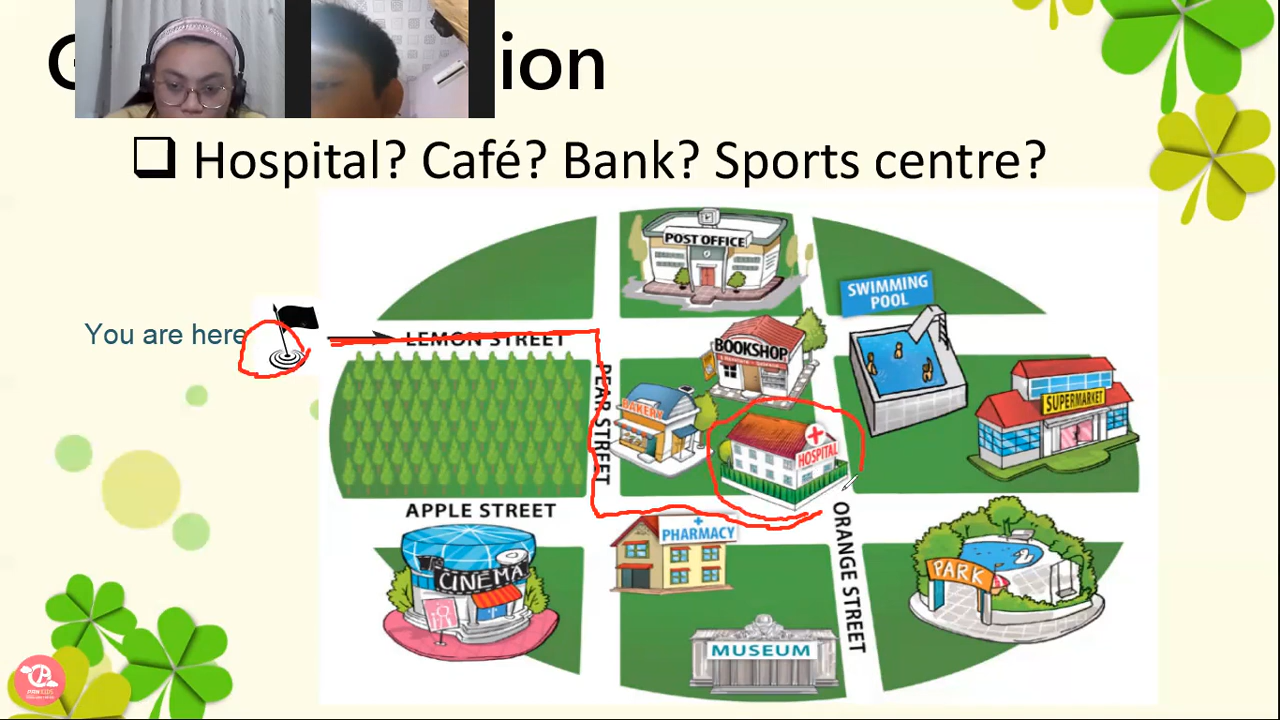 G ion
❑ Hospital? Café? Bank? Sports centre?
POST OFFICE
SWIMMING
POOL
You are here
LEMON STREET
BOOKSHOP
PEAR STREET
BAKERY
SUPERMARKET
HOSPITAL
APPLE STREET
ORANGE STREET
PHARMACY
CINEMA
PARK
MUSEUM